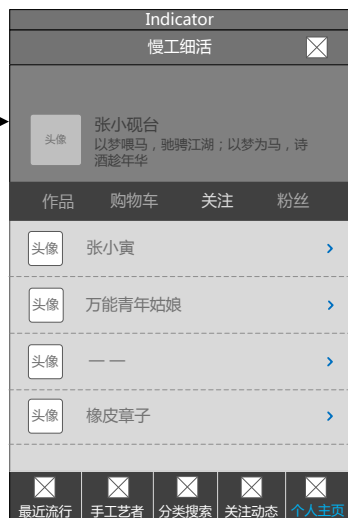 Indicator
慢工细活
头像
张小砚台
以梦喂马，驰骋江湖；以梦为马，诗
酒趁年华
作品 购物车 关注 粉丝
头像 张小寅
头像 万能青年姑娘
头像 一 一
头像 橡皮章子
最近流行 手工艺者 分类搜索 关注动态 个人主页